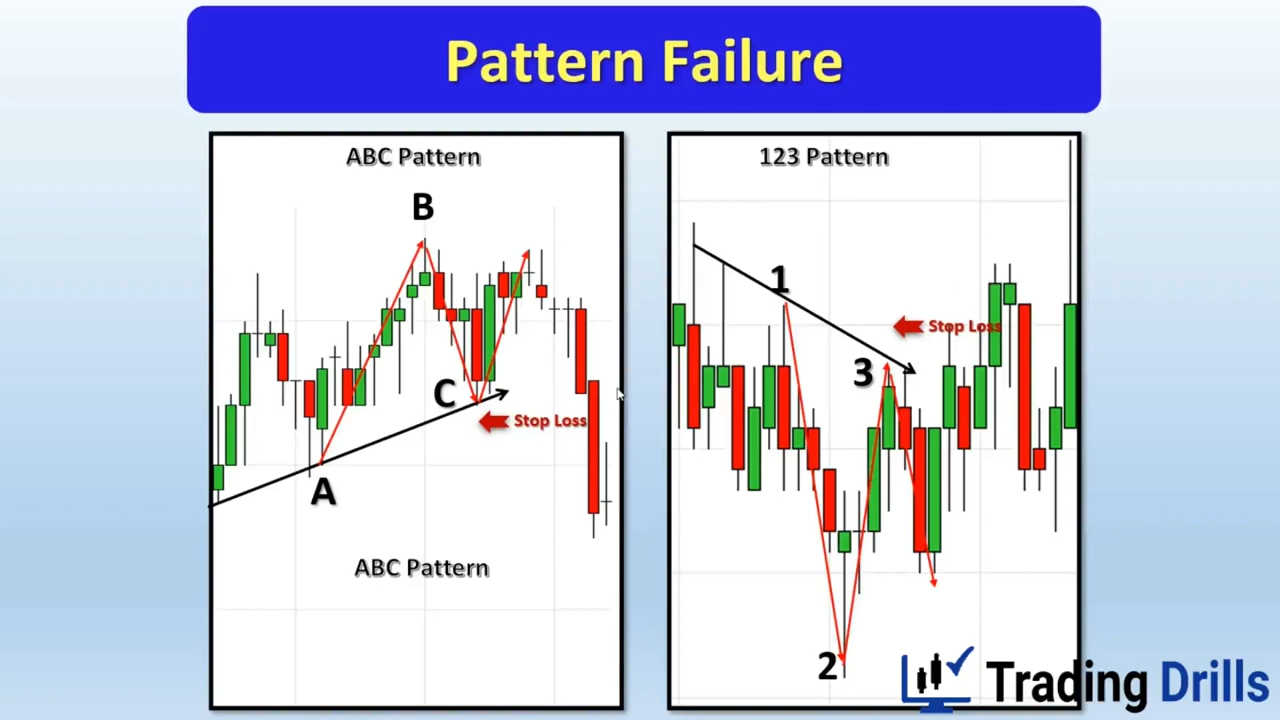 Pattern Failure
ABC Pattern
B
C
Stop Loss
A
ABC Pattern
123 Pattern
1
Stop Loss
3
2
Trading Drills